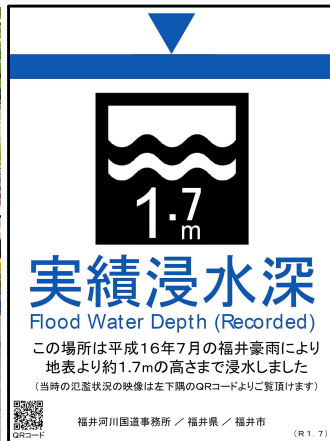 1.7
m
実績浸水深
Flood Water Depth (Recorded)
この場所は平成16年7月の福井豪雨により
地表より約1.7mの高さまで浸水しました
(当時の氾濫状況の映像は左下隅のQRコードよりご覧頂けます)
福井河川国道事務所 ／ 福井県 ／ 福井市
QRコード
(R1.7)